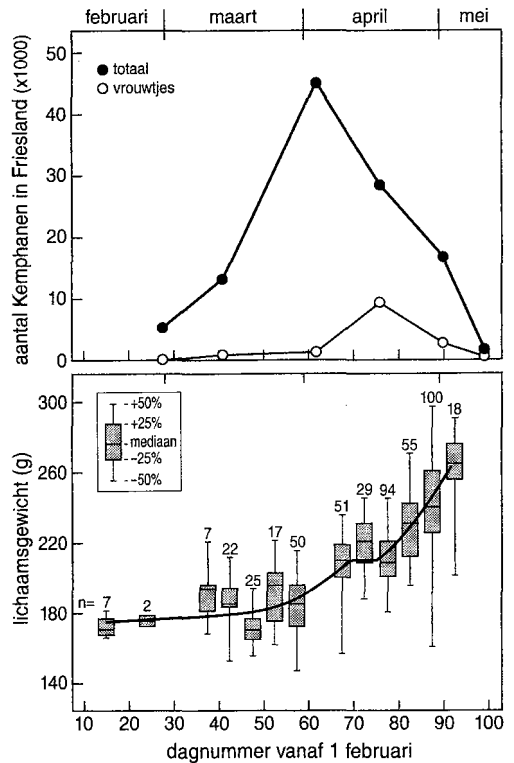 februari maart april mei
aantal Kemphanen in Friesland (x1000)
50
40
30
20
10
0
totaal
vrouwtjes
lichaamsgewicht (g)
300
260
220
180
140
+50%
+25%
mediaan
-25%
-50%
n= 7 2 7 22 25 17 50 51 29 94 55 100 18
10 20 30 40 50 60 70 80 90 100
dagnummer vanaf 1 februari